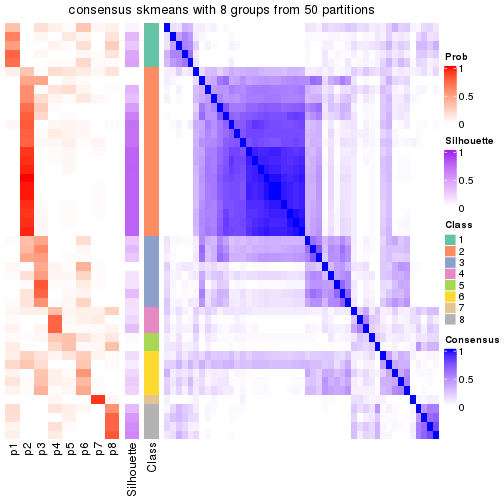 consensus skmeans with 8 groups from 50 partitions
Prob
1
0.5
0
Silhouette
1
0.5
0
Class
1
2
3
4
5
6
7
8
Consensus
1
0.5
0
p1 p2 p3 p4 p5 p6 p7 p8 Silhouette Class